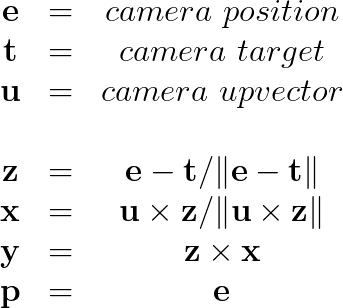 e = camera position
t = camera target
u = camera upvector
z = e − t/∥e − t∥
x = u × z/∥u × z∥
y = z × x
p = e